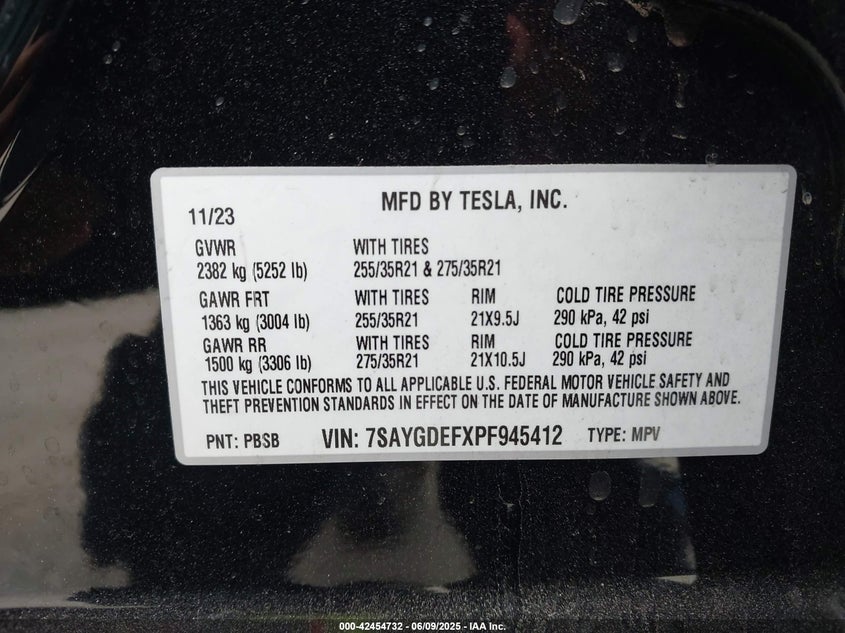 MFD BY TESLA, INC.
11/23
GVWR WITH TIRES
2382 kg (5252 lb) 255/35R21 & 275/35R21
GAWR FRT WITH TIRES RIM COLD TIRE PRESSURE
1363 kg (3004 lb) 255/35R21 21X9.5J 290 kPa, 42 psi
GAWR RR WITH TIRES RIM COLD TIRE PRESSURE
1500 kg (3306 lb) 275/35R21 21X10.5J 290 kPa, 42 psi
THIS VEHICLE CONFORMS TO ALL APPLICABLE U.S. FEDERAL MOTOR VEHICLE SAFETY AND
THEFT PREVENTION STANDARDS IN EFFECT ON THE DATE OF MANUFACTURE SHOWN ABOVE.
PNT: PBSB VIN: 7SAYGDEFXPF945412 TYPE: MPV
000-42454732 - 06/09/2025 - IAA Inc.